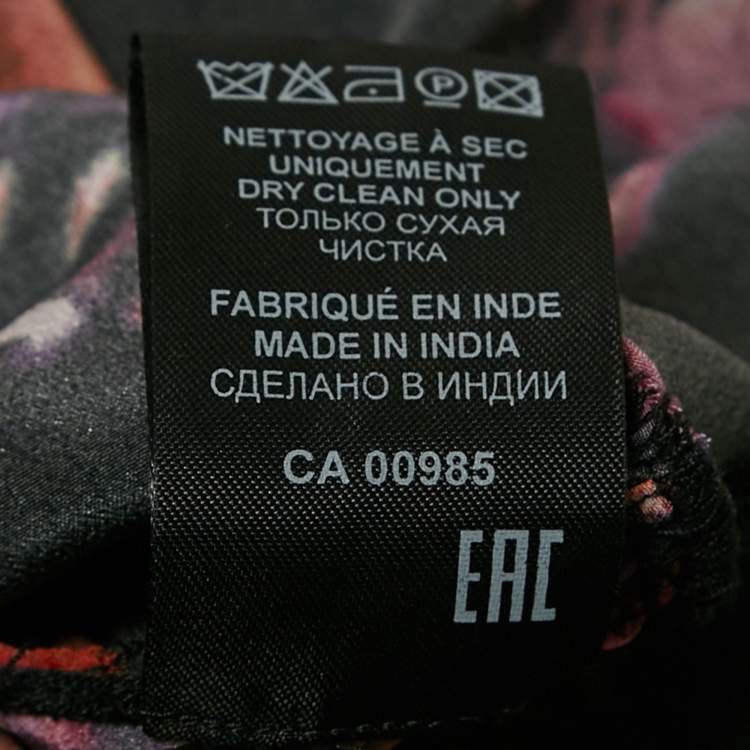 P
NETTOYAGE À SEC
UNIQUEMENT
DRY CLEAN ONLY
ТОЛЬКО СУХАЯ
ЧИСТКА
FABRIQUÉ EN INDE
MADE IN INDIA
СДЕЛАНО В ИНДИИ
CA 00985
EAC